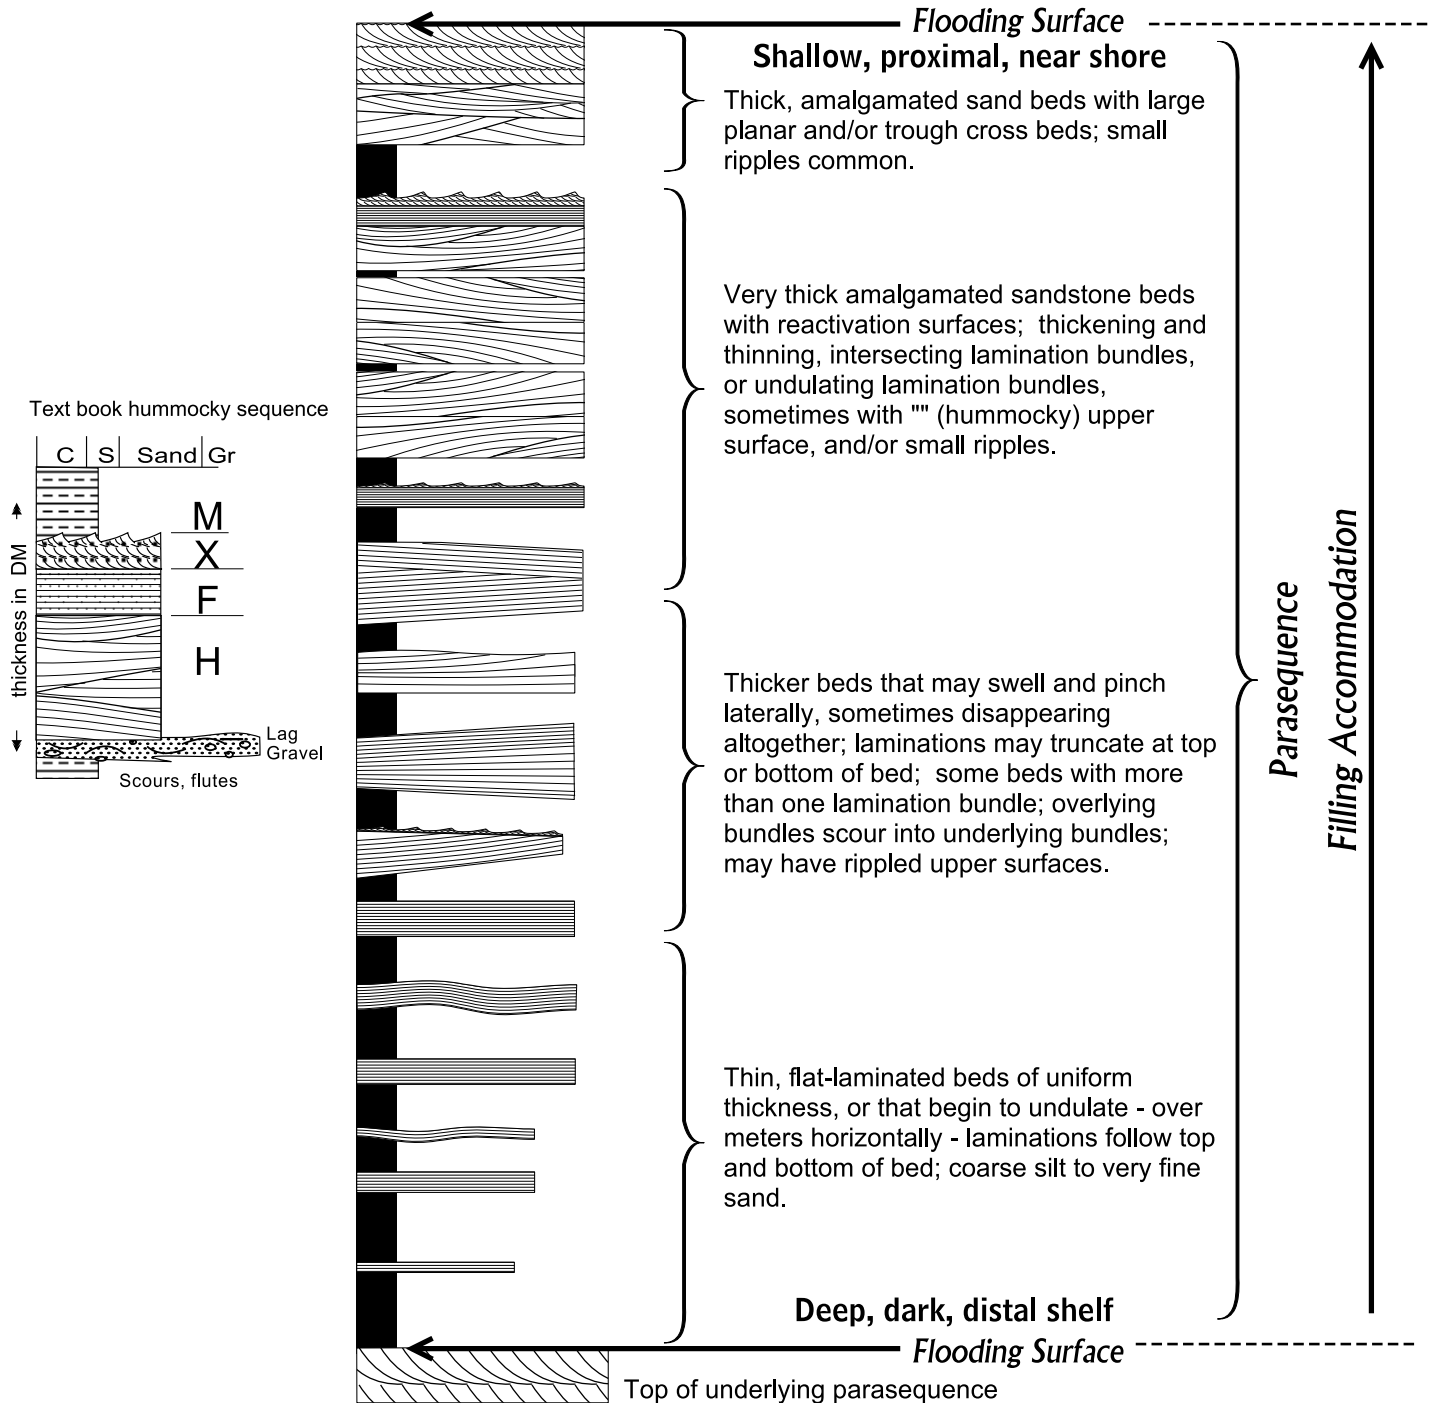 Flooding Surface
Shallow, proximal, near shore
Thick, amalgamated sand beds with large
planar and/or trough cross beds; small
ripples common.
Very thick amalgamated sandstone beds
with reactivation surfaces; thickening and
thinning, intersecting lamination bundles,
or undulating lamination bundles,
sometimes with "" (hummocky) upper
surface, and/or small ripples.
Text book hummocky sequence
C S Sand Gr
M
X
F
H
thickness in DM
Lag
Gravel
Scours, flutes
Thicker beds that may swell and pinch
laterally, sometimes disappearing
altogether; laminations may truncate at top
or bottom of bed; some beds with more
than one lamination bundle; overlying
bundles scour into underlying bundles;
may have rippled upper surfaces.
Thin, flat-laminated beds of uniform
thickness, or that begin to undulate - over
meters horizontally - laminations follow top
and bottom of bed; coarse silt to very fine
sand.
Deep, dark, distal shelf
Flooding Surface
Top of underlying parasequence
Parasequence
Filling Accommodation